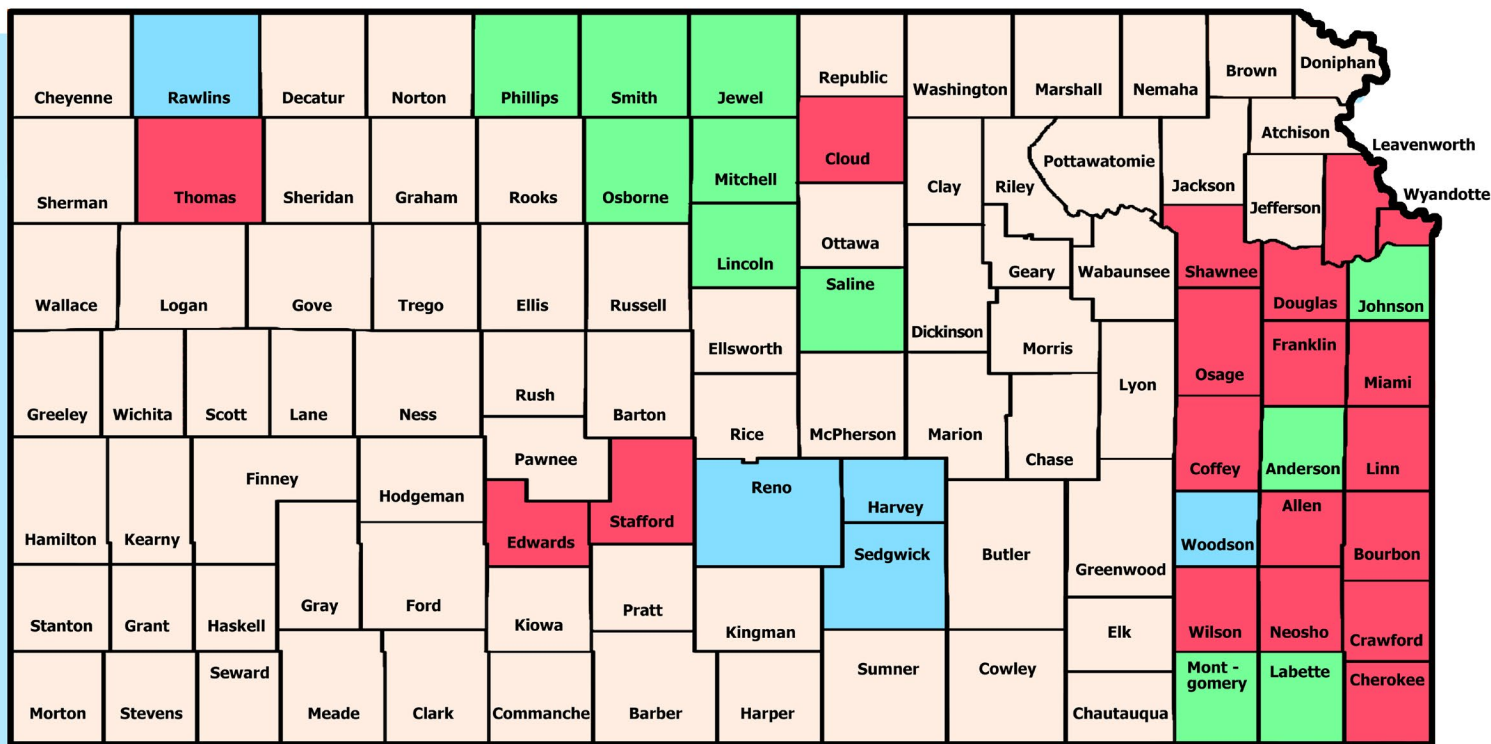 Cheyenne
Rawlins
Decatur
Norton
Phillips
Smith
Jewel
Republic
Washington
Marshall
Nemaha
Brown
Doniphan
Sherman
Thomas
Sheridan
Graham
Rooks
Osborne
Mitchell
Cloud
Clay
Riley
Pottawatomie
Jackson
Atchison
Jefferson
Leavenworth
Wyandotte
Wallace
Logan
Gove
Trego
Ellis
Russell
Lincoln
Ottawa
Saline
Dickinson
Geary
Wabaunsee
Shawnee
Douglas
Johnson
Greeley
Wichita
Scott
Lane
Ness
Rush
Barton
Ellsworth
Rice
McPherson
Marion
Morris
Chase
Lyon
Osage
Franklin
Miami
Hamilton
Kearny
Finney
Hodgeman
Pawnee
Edwards
Stafford
Reno
Harvey
Sedgwick
Butler
Greenwood
Coffey
Anderson
Linn
Woodson
Allen
Bourbon
Stanton
Grant
Haskell
Gray
Ford
Kiowa
Pratt
Kingman
Elk
Wilson
Neosho
Crawford
Morton
Stevens
Seward
Meade
Clark
Commanche
Barber
Harper
Sumner
Cowley
Chautauqua
Mont -
gomery
Labette
Cherokee